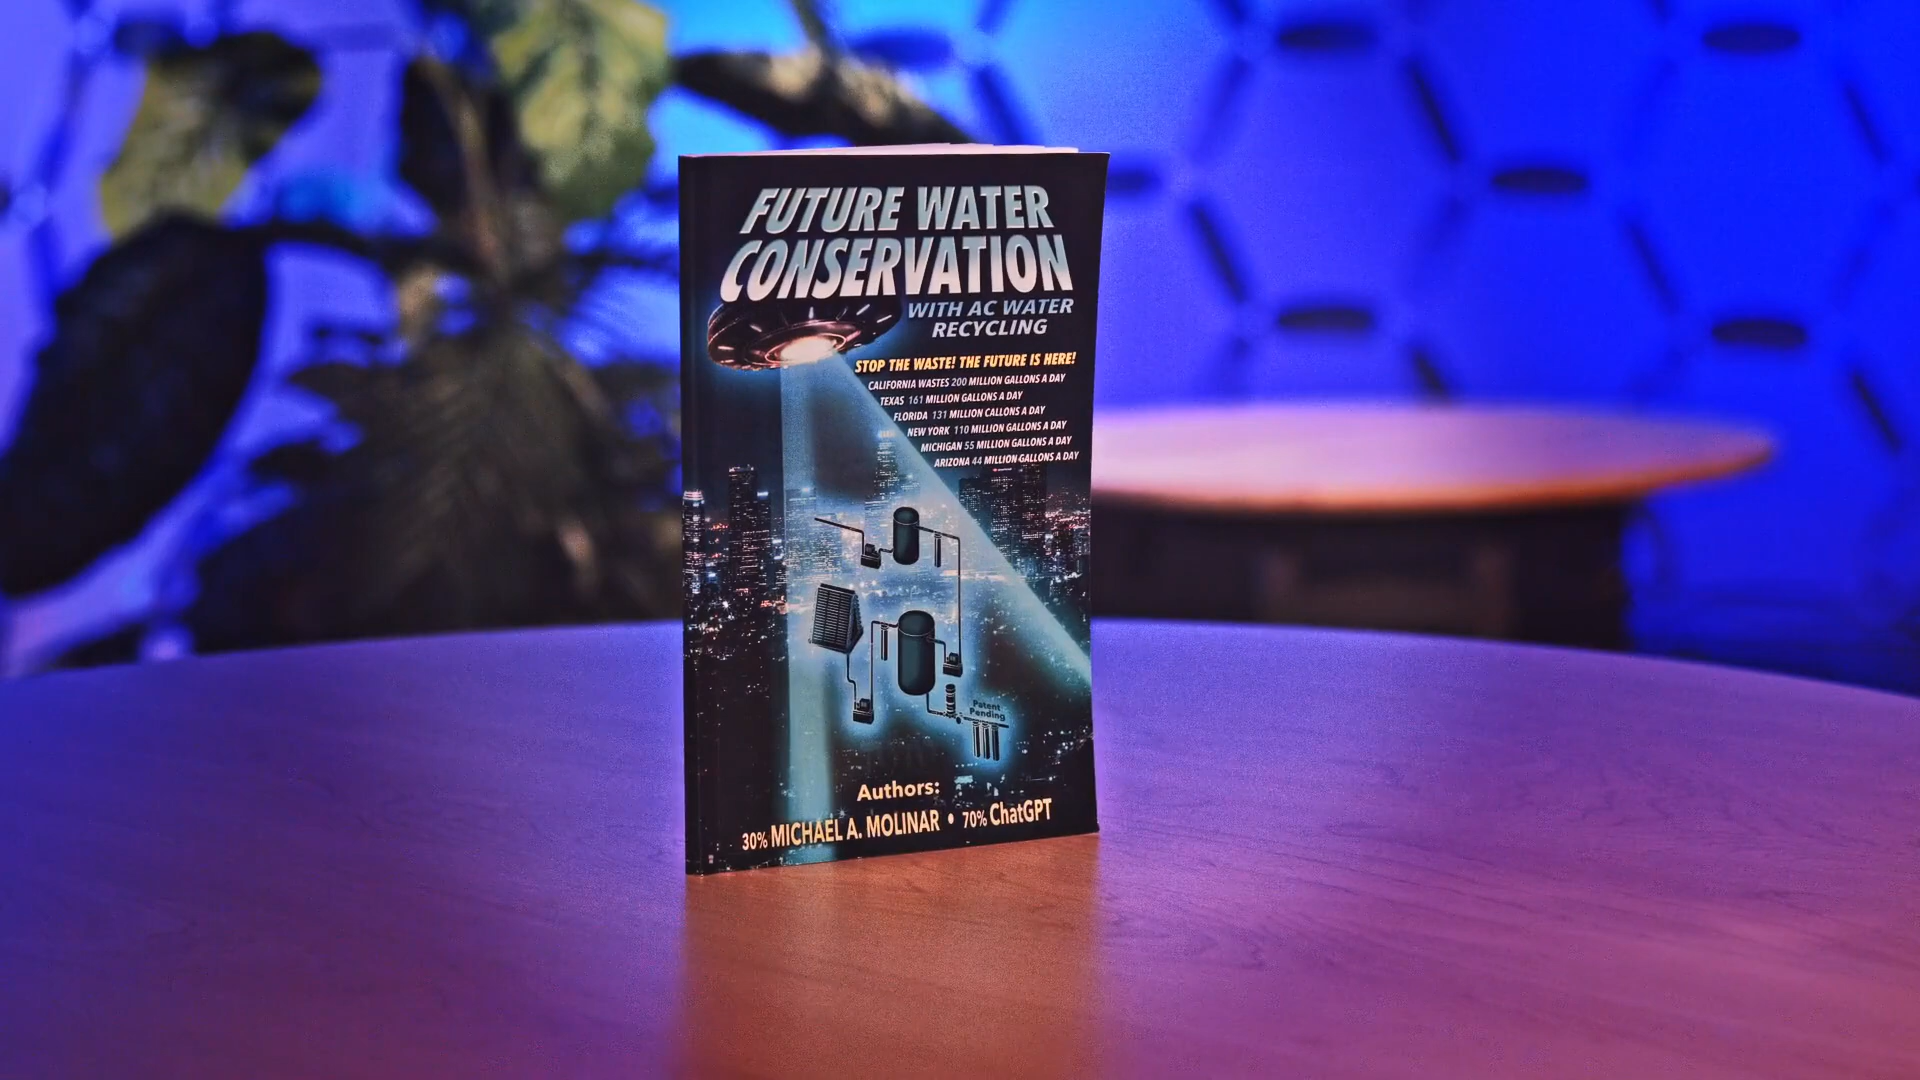 FUTURE WATER
CONSERVATION
WITH AC WATER
RECYCLING
STOP THE WASTE! THE FUTURE IS HERE!
CALIFORNIA WASTES 200 MILLION GALLONS A DAY
TEXAS 161 MILLION GALLONS A DAY
FLORIDA 131 MILLION CALLONS A DAY
NEW YORK 110 MILLION GALLONS A DAY
MICHIGAN 55 MILLION GALLONS A DAY
ARIZONA 44 MILLION GALLONS A DAY
Patent
Pending
Authors:
30% MICHAEL A. MOLINAR • 70% ChatGPT